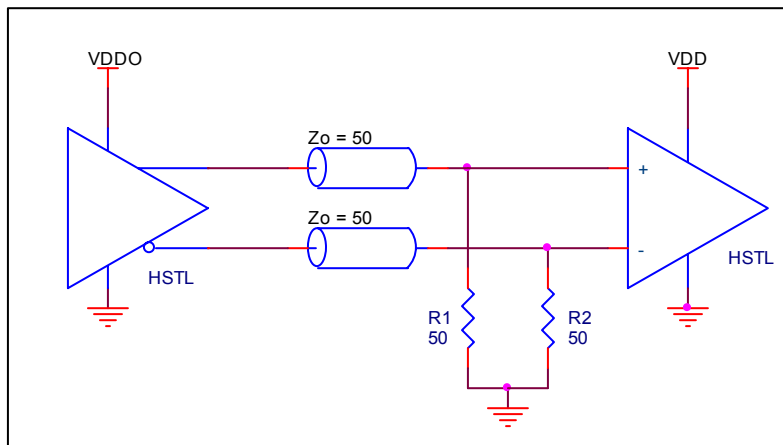 VDDO
VDD
Zo = 50
+
Zo = 50
-
HSTL
HSTL
R1
50
R2
50